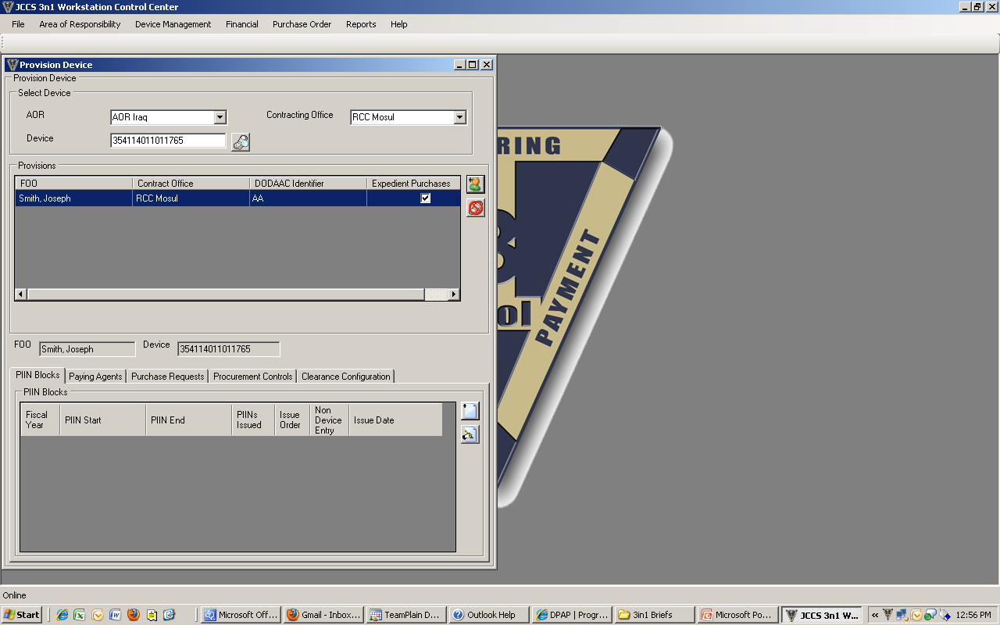 JCCS 3n1 Workstation Control Center
File Area of Responsibility Device Management Financial Purchase Order Reports Help
Provision Device
Provision Device
Select Device
AOR AOR Iraq Contracting Office RCC Mosul
Device 354114011011765
Provisions
FOO Contract Office DODAAC Identifier Expedient Purchases
Smith, Joseph RCC Mosul AA
FOO Smith, Joseph Device 354114011011765
PIIN Blocks Paying Agents Purchase Requests Procurement Controls Clearance Configuration
PIIN Blocks
Fiscal Year PIIN Start PIIN End PIINs Issued Issue Order Non Device Entry Issue Date
RING
&
ol
PAYMENT
Online
Start Microsoft Off... Gmail - Inbox... TeamPlain D... Outlook Help DPAP | Progr... 3in1 Briefs Microsoft Po... JCCS 3n1 W... 12:56 PM